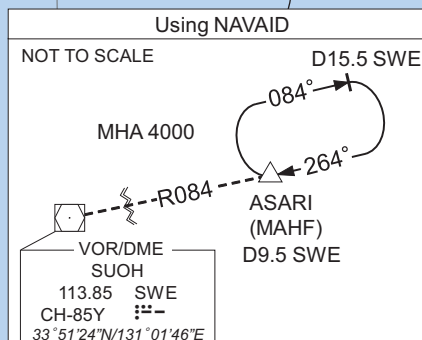 Using NAVAID
NOT TO SCALE
D15.5 SWE
084°
MHA 4000
264°
R084
ASARI
(MAHF)
D9.5 SWE
VOR/DME
SUOH
113.85 SWE
CH-85Y
33°51'24"N/131°01'46"E